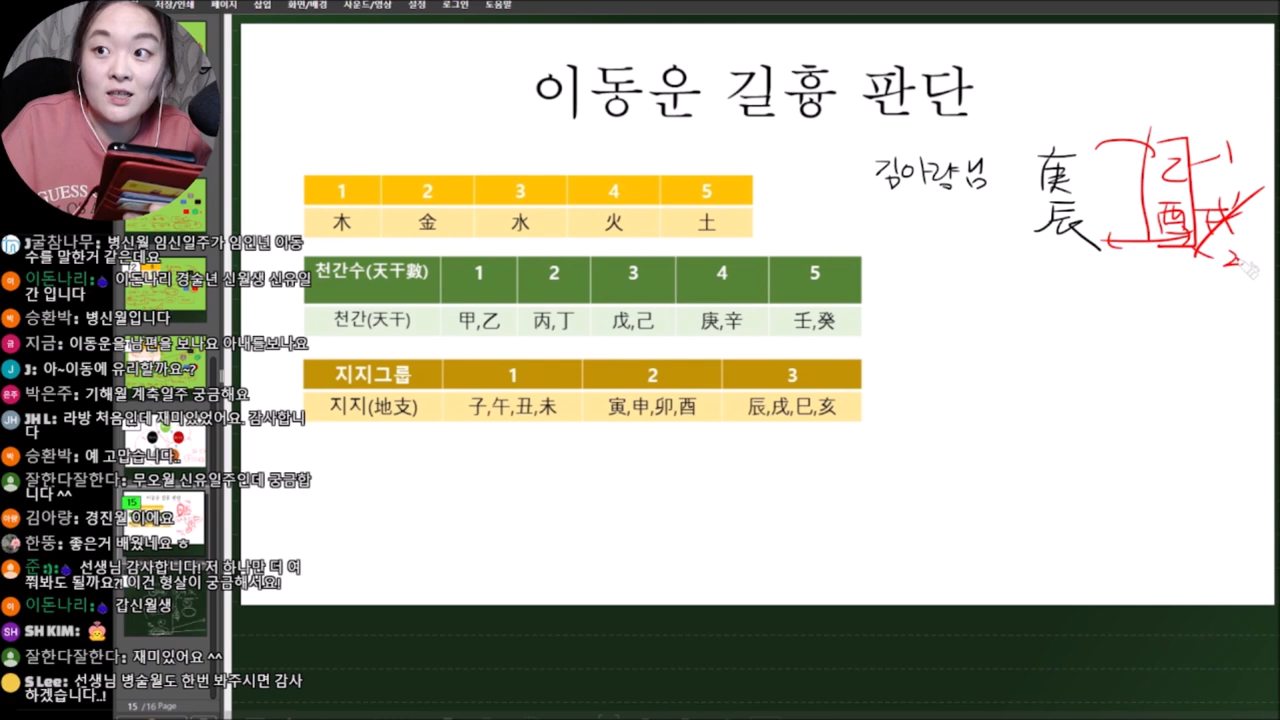 저장/인쇄 페이지 삽입 화면/배경 사운드/영상 설정 로그인 도움말
이동운 길흉 판단
김아량님
庚 乙 1
辰 酉
2
1 2 3 4 5
木 金 水 火 土
천간수(天干數) 1 2 3 4 5
천간(天干) 甲,乙 丙,丁 戊,己 庚,辛 壬,癸
지지그룹 1 2 3
지지(地支) 子,午,丑,未 寅,申,卯,酉 辰,戌,巳,亥
GUESS
J굴참나무: 병신월 임신일주가 임인년 이동
수를 말한거 같은데요
이돈나리: 이돈나리 경술년 신월생 신유일
간 입니다
승환박: 병신월입니다
지금: 이동운을 남편을 보나요 아내를보나요
J: 아~이동에 유리할까요~?
박은주: 기해월 계축일주 궁금해요
JH L: 라방 처음인데 재미있었어요. 감사합니
다
승환박: 예 고맙습니다..
잘한다잘한다: 무오월 신유일주인데 궁금합
니다 ^^
김아량: 경진월 이에요
한뚱: 좋은거 배웠네요 ㅎ
준:): 선생님 감사합니다! 저 하나만 더 여
쭤봐도 될까요?! 이건 형살이 궁금해서요!
이돈나리: 갑신월생
SH KIM:
잘한다잘한다: 재미있어요 ^^
S Lee: 선생님 병술월도 한번 봐주시면 감사
하겠습니다..!
15
15 /16 Page